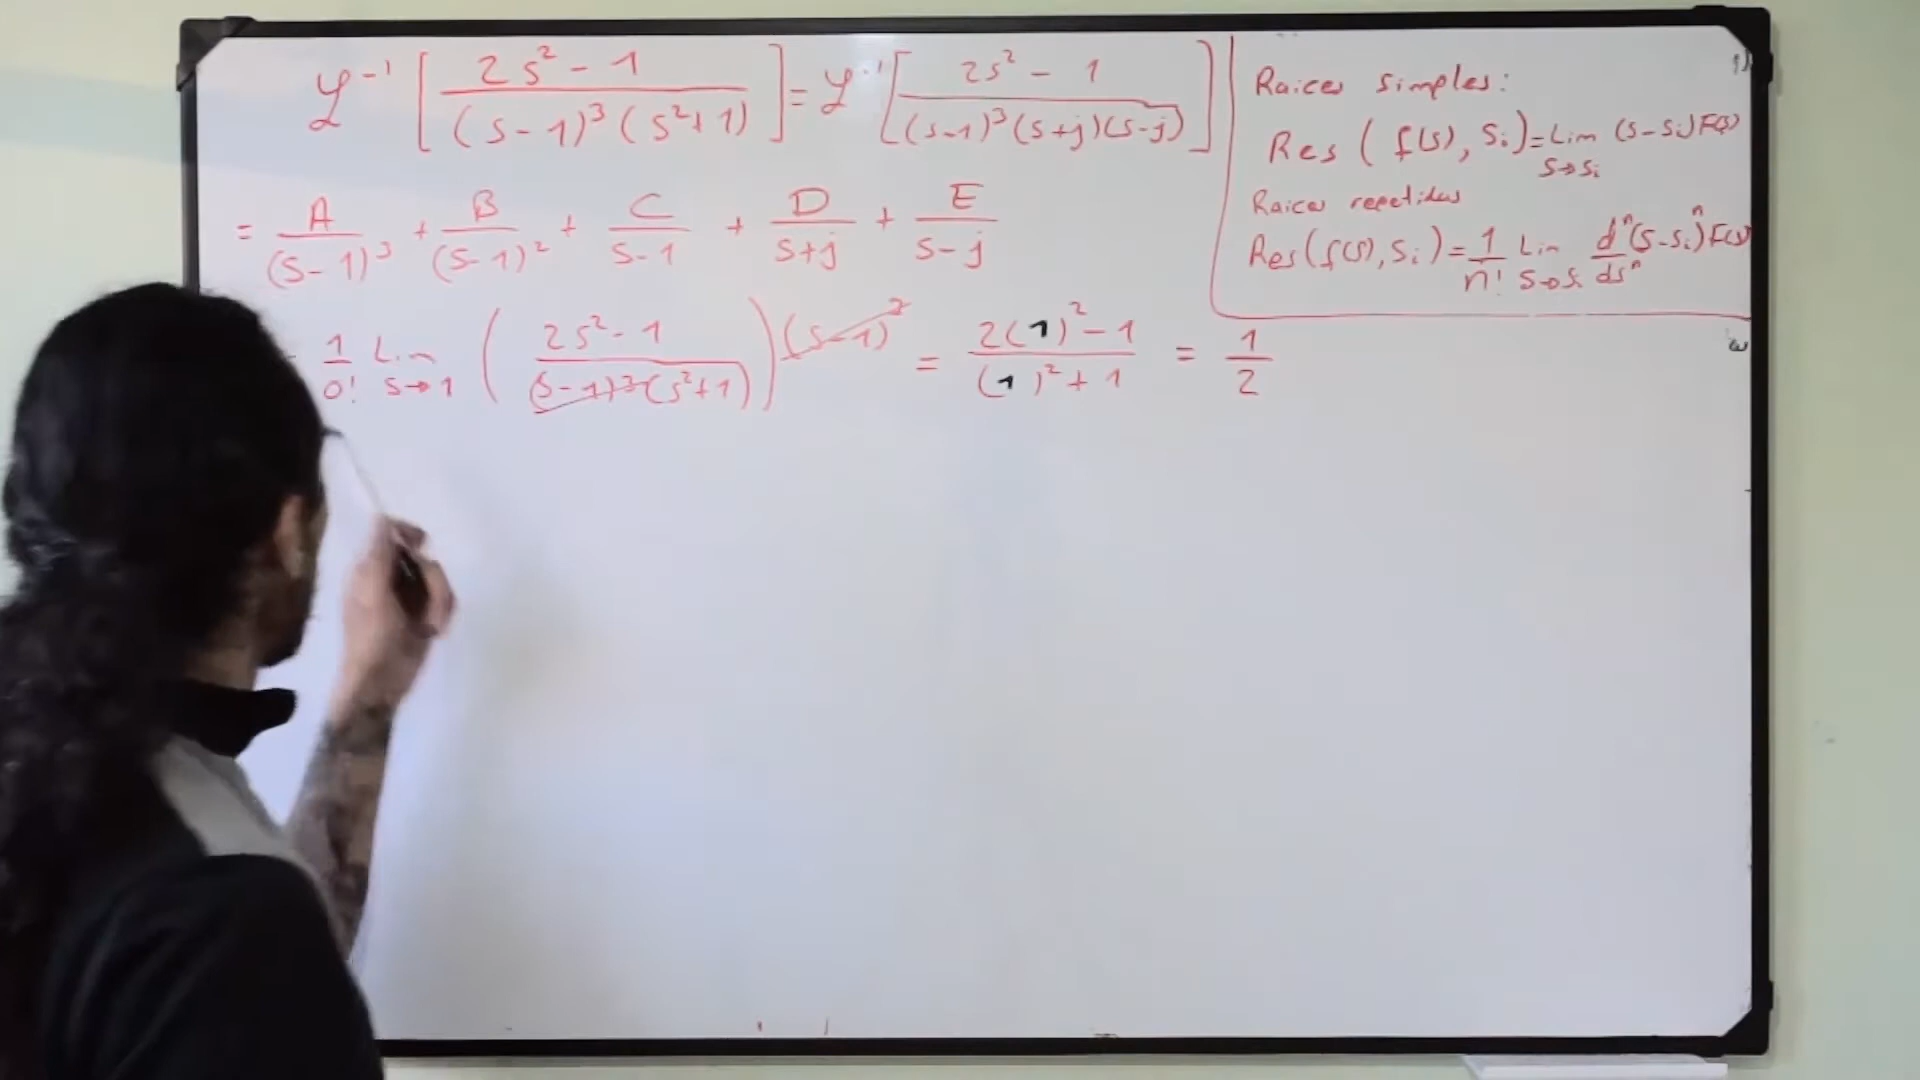 ℒ⁻¹ [ (2s² - 1) / ((s-1)³(s²+1)) ] = ℒ⁻¹ [ (2s² - 1) / ((s-1)³(s+j)(s-j)) ]
= A/(s-1)³ + B/(s-1)² + C/(s-1) + D/(s+j) + E/(s-j)
1/0! Lim s→1 ( (2s² - 1) / ((s-1)³(s²+1)) ) = (2(1)² - 1) / ((1)² + 1) = 1/2
Raices simples:
Res ( f(s), Si ) = Lim s→si (s-Si) F(s)
Raices repetidas
Res(f(s), Si) = 1/n! Lim s→si dⁿ/dsⁿ (s-Si)ⁿ F(s)